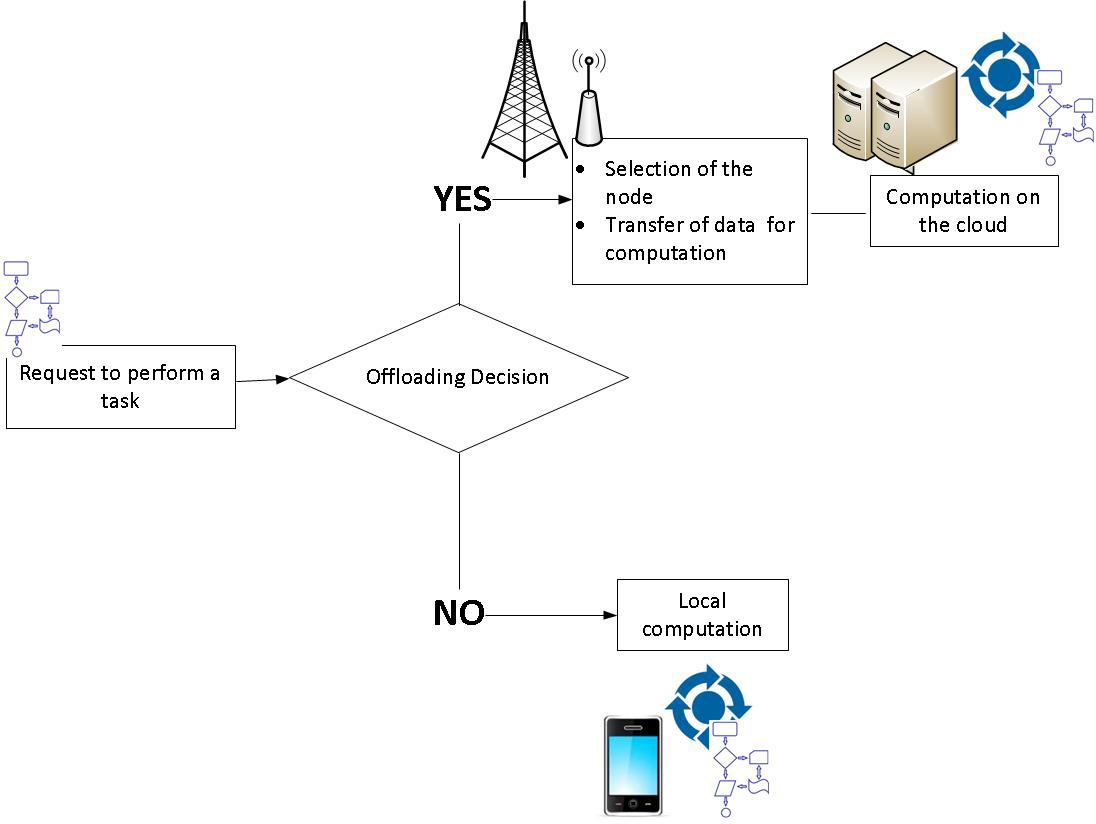 YES
• Selection of the
node
• Transfer of data for
computation
Computation on
the cloud
Request to perform a
task
Offloading Decision
NO
Local
computation